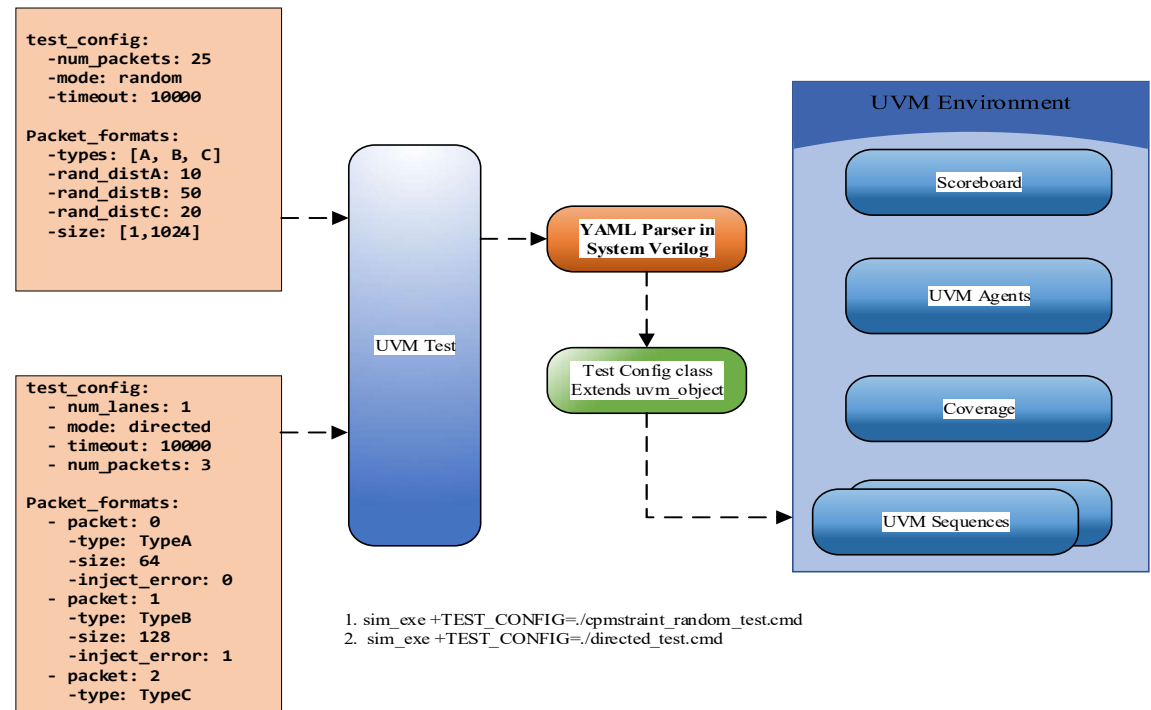 test_config:
-num_packets: 25
-mode: random
-timeout: 10000
Packet_formats:
-types: [A, B, C]
-rand_distA: 10
-rand_distB: 50
-rand_distC: 20
-size: [1,1024]
test_config:
- num_lanes: 1
- mode: directed
- timeout: 10000
- num_packets: 3
Packet_formats:
- packet: 0
-type: TypeA
-size: 64
-inject_error: 0
- packet: 1
-type: TypeB
-size: 128
-inject_error: 1
- packet: 2
-type: TypeC
UVM Test
YAML Parser in
System Verilog
Test Config class
Extends uvm_object
UVM Environment
Scoreboard
UVM Agents
Coverage
UVM Sequences
1. sim_exe +TEST_CONFIG=./cpmstraint_random_test.cmd
2. sim_exe +TEST_CONFIG=./directed_test.cmd